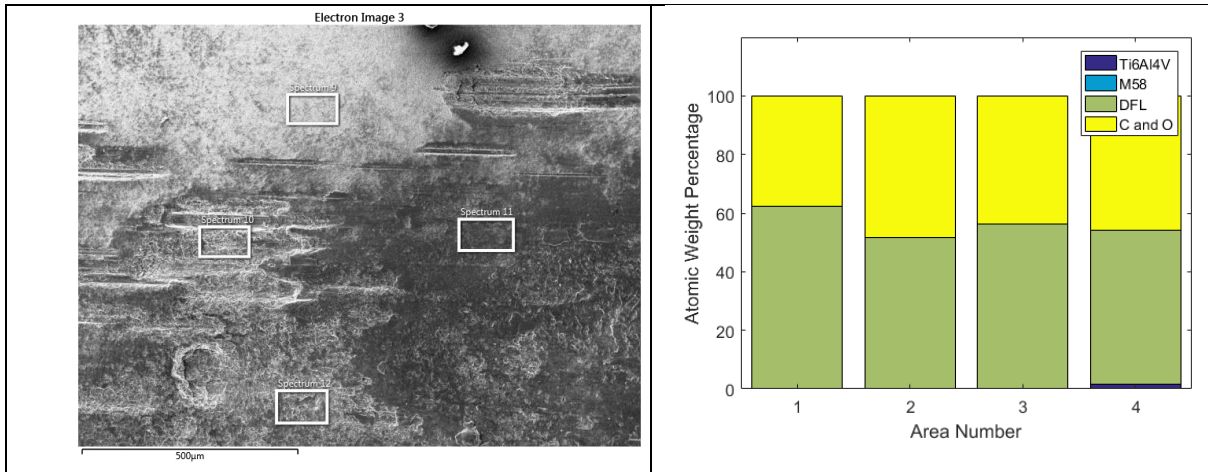 Electron Image 3
Spectrum 9
Spectrum 10
Spectrum 11
Spectrum 12
500µm
Atomic Weight Percentage
100
80
60
40
20
0
1 2 3 4
Area Number
Ti6Al4V
M58
DFL
C and O